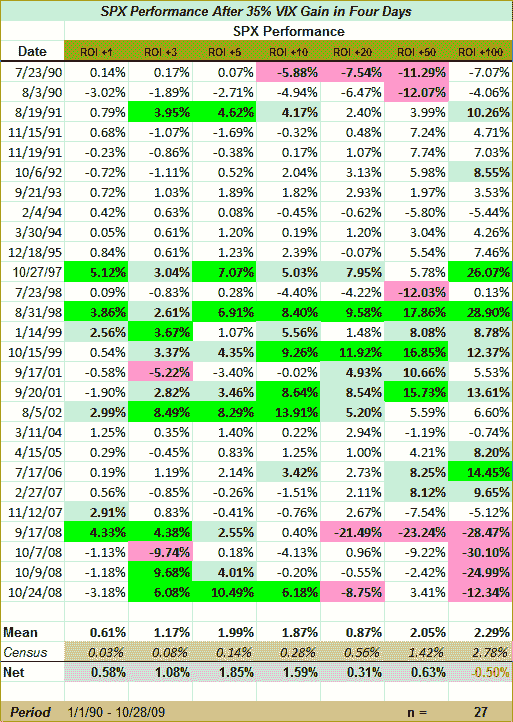 SPX Performance After 35% VIX Gain in Four Days
SPX Performance
Date ROI +1 ROI +3 ROI +5 ROI +10 ROI +20 ROI +50 ROI +100
7/23/90 0.14% 0.17% 0.07% -5.88% -7.54% -11.29% -7.07%
8/3/90 -3.02% -1.89% -2.71% -4.94% -6.47% -12.07% -4.06%
8/19/91 0.79% 3.95% 4.62% 4.17% 2.40% 3.99% 10.26%
11/15/91 0.68% -1.07% -1.69% -0.32% 0.48% 7.24% 4.71%
11/19/91 -0.23% -0.86% -0.38% 0.17% 1.07% 7.74% 7.03%
10/6/92 -0.72% -1.11% 0.52% 2.04% 3.13% 5.98% 8.55%
9/21/93 0.72% 1.03% 1.89% 1.82% 2.93% 1.97% 3.53%
2/4/94 0.42% 0.63% 0.08% -0.45% -0.62% -5.80% -5.44%
3/30/94 0.05% 0.61% 1.20% 0.19% 1.20% 3.04% 4.26%
12/18/95 0.84% 0.61% 1.23% 2.39% -0.07% 5.54% 7.46%
10/27/97 5.12% 3.04% 7.07% 5.03% 7.95% 5.78% 26.07%
7/23/98 0.09% -0.83% 0.28% -4.40% -4.22% -12.03% 0.13%
8/31/98 3.86% 2.61% 6.91% 8.40% 9.58% 17.86% 28.90%
1/14/99 2.56% 3.67% 1.07% 5.56% 1.48% 8.08% 8.78%
10/15/99 0.54% 3.37% 4.35% 9.26% 11.92% 16.85% 12.37%
9/17/01 -0.58% -5.22% -3.40% -0.02% 4.93% 10.66% 5.53%
9/20/01 -1.90% 2.82% 3.46% 8.64% 8.54% 15.73% 13.61%
8/5/02 2.99% 8.49% 8.29% 13.91% 5.20% 5.59% 6.60%
3/11/04 1.25% 0.35% 1.40% 0.22% 2.94% -1.19% -0.74%
4/15/05 0.29% -0.45% 0.83% 1.25% 1.00% 4.21% 8.20%
7/17/06 0.19% 1.19% 2.14% 3.42% 2.73% 8.25% 14.45%
2/27/07 0.56% -0.85% -0.26% -1.51% 2.11% 8.12% 9.65%
11/12/07 2.91% 0.83% -0.41% -0.76% 2.67% -7.54% -5.12%
9/17/08 4.33% 4.38% 2.55% 0.40% -21.49% -23.24% -28.47%
10/7/08 -1.13% -9.74% 0.18% -4.13% 0.96% -9.22% -30.10%
10/9/08 -1.18% 9.68% 4.01% -0.20% -0.55% -2.42% -24.99%
10/24/08 -3.18% 6.08% 10.49% 6.18% -8.75% 3.41% -12.34%
Mean 0.61% 1.17% 1.99% 1.87% 0.87% 2.05% 2.29%
Census 0.03% 0.08% 0.14% 0.28% 0.56% 1.42% 2.78%
Net 0.58% 1.08% 1.85% 1.59% 0.31% 0.63% -0.50%
Period 1/1/90 - 10/28/09 n = 27